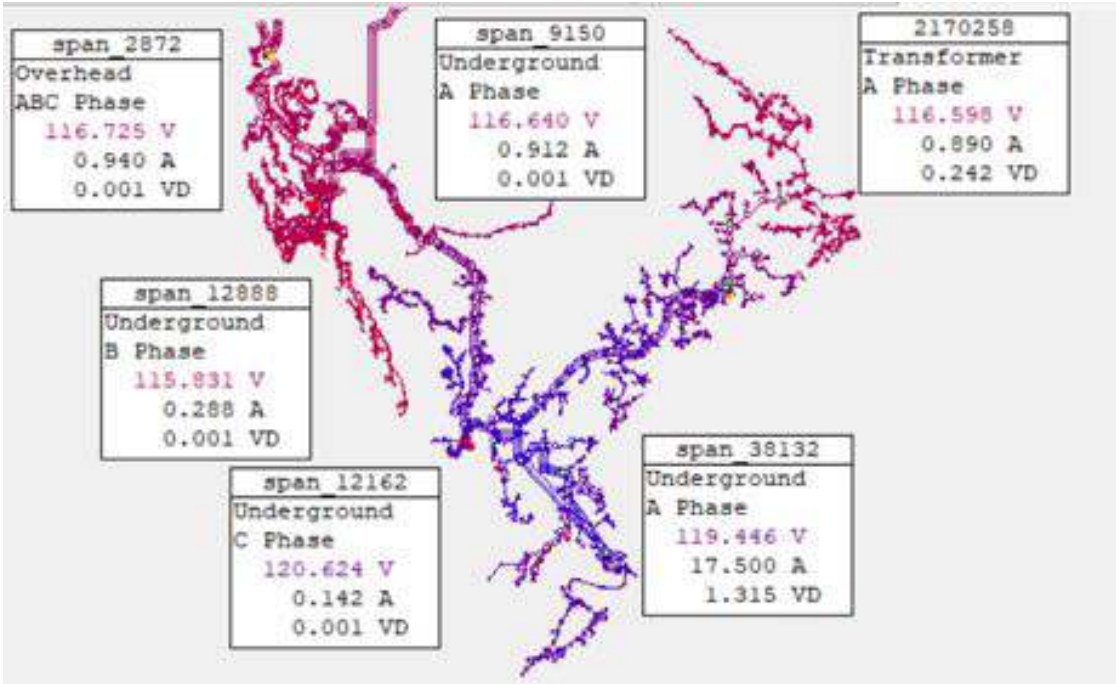 span_2872
Overhead
ABC Phase
116.725 V
0.940 A
0.001 VD
span_9150
Underground
A Phase
116.640 V
0.912 A
0.001 VD
2170258
Transformer
A Phase
116.598 V
0.890 A
0.242 VD
span_12888
Underground
B Phase
115.831 V
0.288 A
0.001 VD
span_12162
Underground
C Phase
120.624 V
0.142 A
0.001 VD
span_38132
Underground
A Phase
119.446 V
17.500 A
1.315 VD